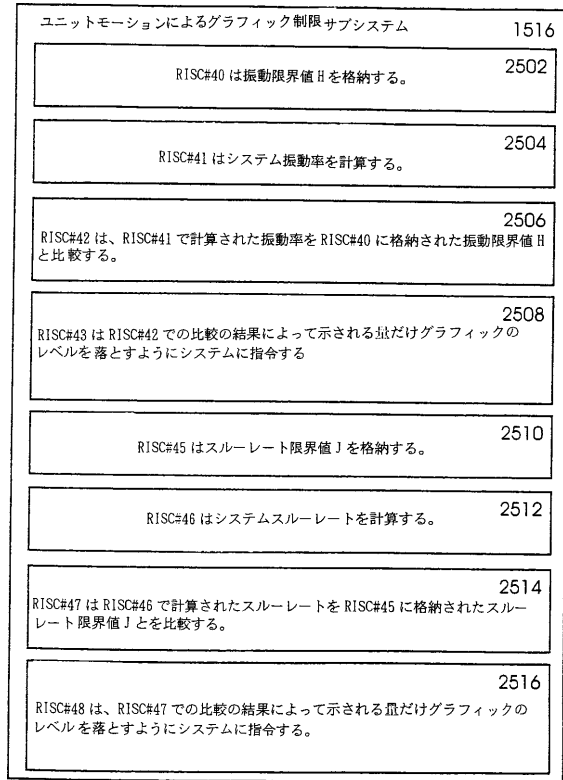 ユニットモーションによるグラフィック制限サブシステム 1516
2502
RISC#40 は振動限界値 H を格納する。
2504
RISC#41 はシステム振動率を計算する。
2506
RISC#42 は、RISC#41 で計算された振動率を RISC#40 に格納された振動限界値 H
と比較する。
2508
RISC#43 は RISC#42 での比較の結果によって示される量だけグラフィックの
レベルを落とすようにシステムに指令する
2510
RISC#45 はスルーレート限界値 J を格納する。
2512
RISC#46 はシステムスルーレートを計算する。
2514
RISC#47 は RISC#46 で計算されたスルーレートを RISC#45 に格納されたスルー
レート限界値 J とを比較する。
2516
RISC#48 は、RISC#47 での比較の結果によって示される量だけグラフィックの
レベルを落とすようにシステムに指令する。